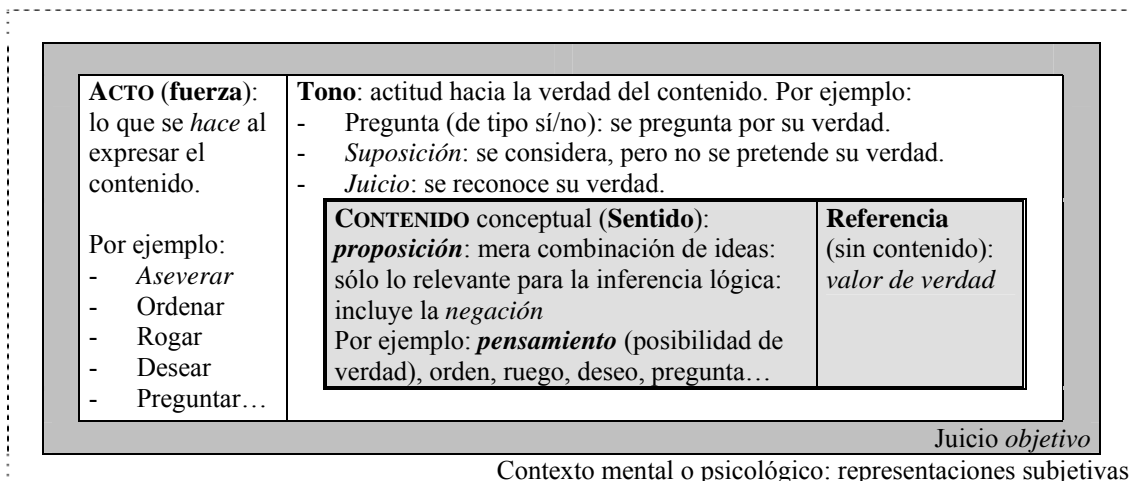 ACTO (fuerza):
lo que se hace al
expresar el
contenido.
Por ejemplo:
- Aseverar
- Ordenar
- Rogar
- Desear
- Preguntar…
Tono: actitud hacia la verdad del contenido. Por ejemplo:
- Pregunta (de tipo sí/no): se pregunta por su verdad.
- Suposición: se considera, pero no se pretende su verdad.
- Juicio: se reconoce su verdad.
CONTENIDO conceptual (Sentido):
proposición: mera combinación de ideas:
sólo lo relevante para la inferencia lógica:
incluye la negación
Por ejemplo: pensamiento (posibilidad de
verdad), orden, ruego, deseo, pregunta…
Referencia
(sin contenido):
valor de verdad
Juicio objetivo
Contexto mental o psicológico: representaciones subjetivas